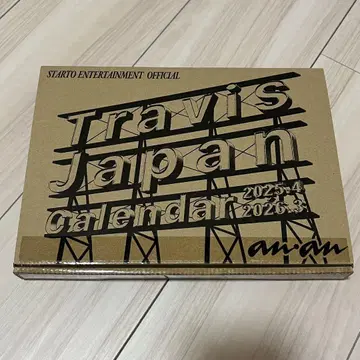 STARTO ENTERTAINMENT OFFICIAL
Travis
Japan
Calendar 2025.4
2026.3
an·an